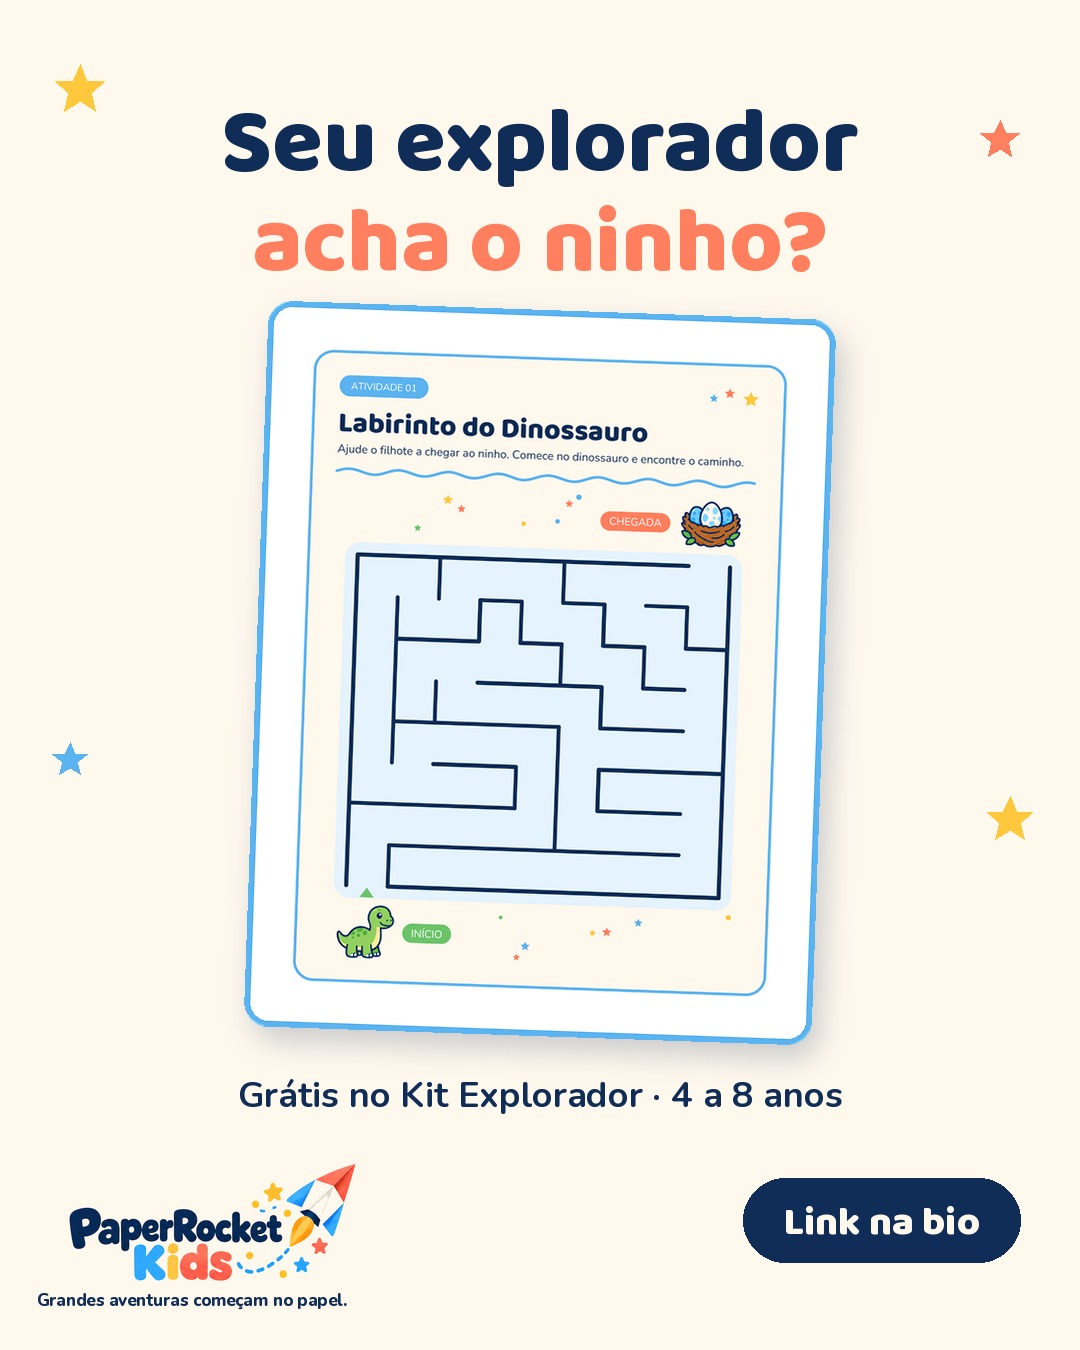 Seu explorador
acha o ninho?
ATIVIDADE 01
Labirinto do Dinossauro
Ajude o filhote a chegar ao ninho. Comece no dinossauro e encontre o caminho.
CHEGADA
INÍCIO
Grátis no Kit Explorador · 4 a 8 anos
PaperRocket
Kids
Grandes aventuras começam no papel.
Link na bio